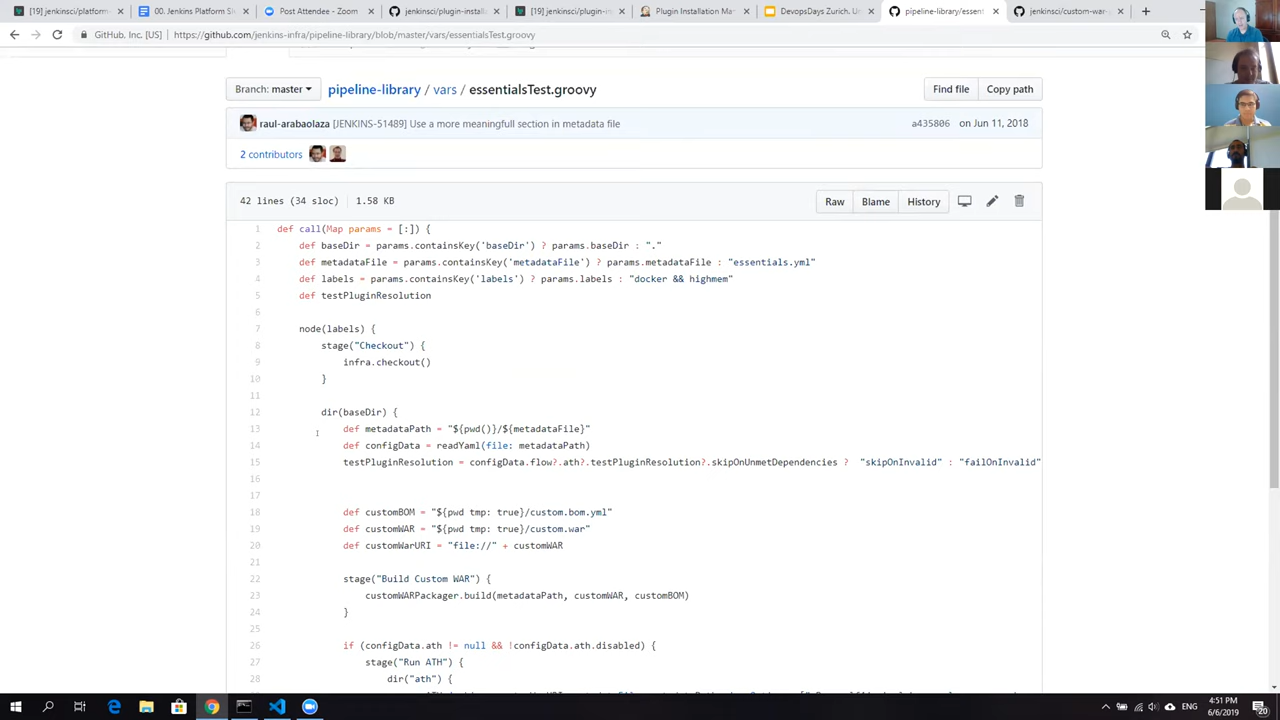 [19] jenkinsci/platform-
00. Jenkins Platform Sl
Post Attendee - Zoom
jenkinsci/plugin-install
[19] jenkinsci/plugin-in
Plugin Installation Ma
DevopsDays Zurich. U
pipeline-library/essent
jenkinsci/custom-war-
GitHub, Inc. [US] https://github.com/jenkins-infra/pipeline-library/blob/master/vars/essentialsTest.groovy
Branch: master
pipeline-library / vars / essentialsTest.groovy
Find file
Copy path
raul-arabaolaza [JENKINS-51489] Use a more meaningfull section in metadata file
a435806 on Jun 11, 2018
2 contributors
42 lines (34 sloc) 1.58 KB
Raw
Blame
History
1 def call(Map params = [:]) {
2 def baseDir = params.containsKey('baseDir') ? params.baseDir : "."
3 def metadataFile = params.containsKey('metadataFile') ? params.metadataFile : "essentials.yml"
4 def labels = params.containsKey('labels') ? params.labels : "docker && highmem"
5 def testPluginResolution
6
7 node(labels) {
8 stage("Checkout") {
9 infra.checkout()
10 }
11
12 dir(baseDir) {
13 def metadataPath = "${pwd()}/${metadataFile}"
14 def configData = readYaml(file: metadataPath)
15 testPluginResolution = configData.flow?.ath?.testPluginResolution?.skipOnUnmetDependencies ? "skipOnInvalid" : "failOnInvalid"
16
17
18 def customBOM = "${pwd tmp: true}/custom.bom.yml"
19 def customWAR = "${pwd tmp: true}/custom.war"
20 def customWarURI = "file://" + customWAR
21
22 stage("Build Custom WAR") {
23 customWARPackager.build(metadataPath, customWAR, customBOM)
24 }
25
26 if (configData.ath != null && !configData.ath.disabled) {
27 stage("Run ATH") {
28 dir("ath") {
ENG
4:51 PM
6/6/2019
20